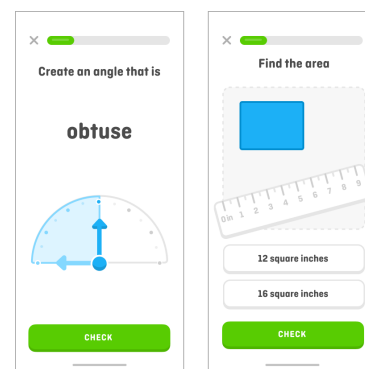 Create an angle that is
obtuse
CHECK
Find the area
0in 1 2 3 4 5 6 7 8 9
12 square inches
16 square inches
CHECK